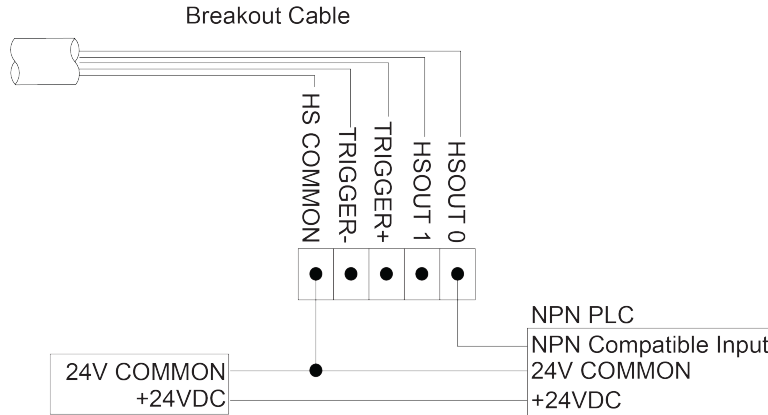 Breakout Cable
HS COMMON
TRIGGER-
TRIGGER+
HSOUT 1
HSOUT 0
NPN PLC
NPN Compatible Input
24V COMMON
+24VDC
24V COMMON
+24VDC